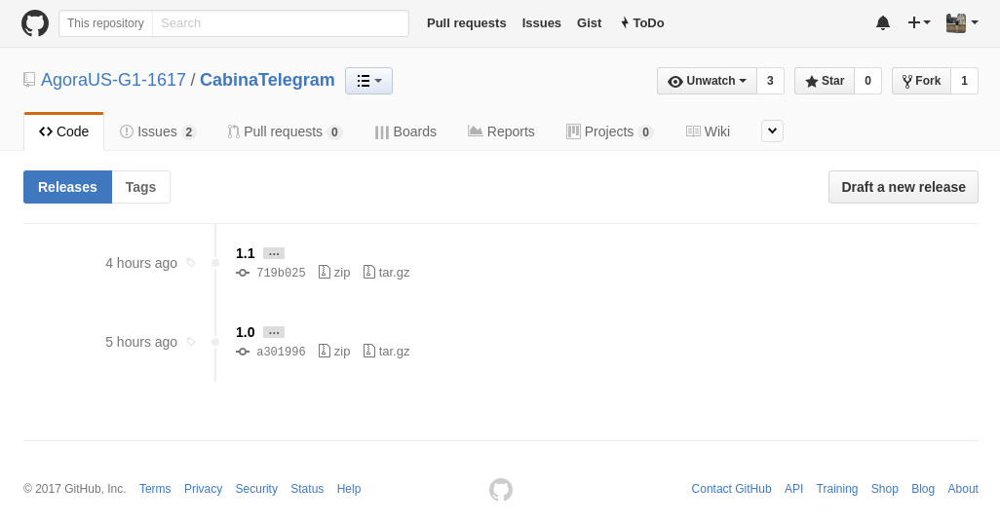 This repository Search Pull requests Issues Gist ToDo
AgoraUS-G1-1617 / CabinaTelegram Unwatch 3 Star 0 Fork 1
Code Issues 2 Pull requests 0 Boards Reports Projects 0 Wiki
Releases Tags Draft a new release
1.1 …
4 hours ago
719b025 zip tar.gz
1.0 …
5 hours ago
a301996 zip tar.gz
© 2017 GitHub, Inc. Terms Privacy Security Status Help Contact GitHub API Training Shop Blog About